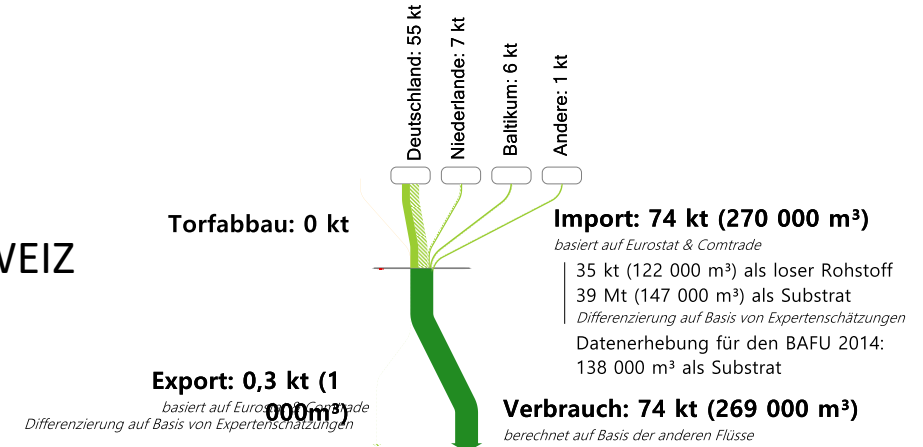 Deutschland: 55 kt
Niederlande: 7 kt
Baltikum: 6 kt
Andere: 1 kt
Torfabbau: 0 kt
Import: 74 kt (270 000 m³)
basiert auf Eurostat & Comtrade
WEIZ
35 kt (122 000 m³) als loser Rohstoff
39 Mt (147 000 m³) als Substrat
Differenzierung auf Basis von Expertenschätzungen
Datenerhebung für den BAFU 2014:
138 000 m³ als Substrat
Export: 0,3 kt (1
000m³)
basiert auf Eurostat & Comtrade
Differenzierung auf Basis von Expertenschätzungen
Verbrauch: 74 kt (269 000 m³)
berechnet auf Basis der anderen Flüsse